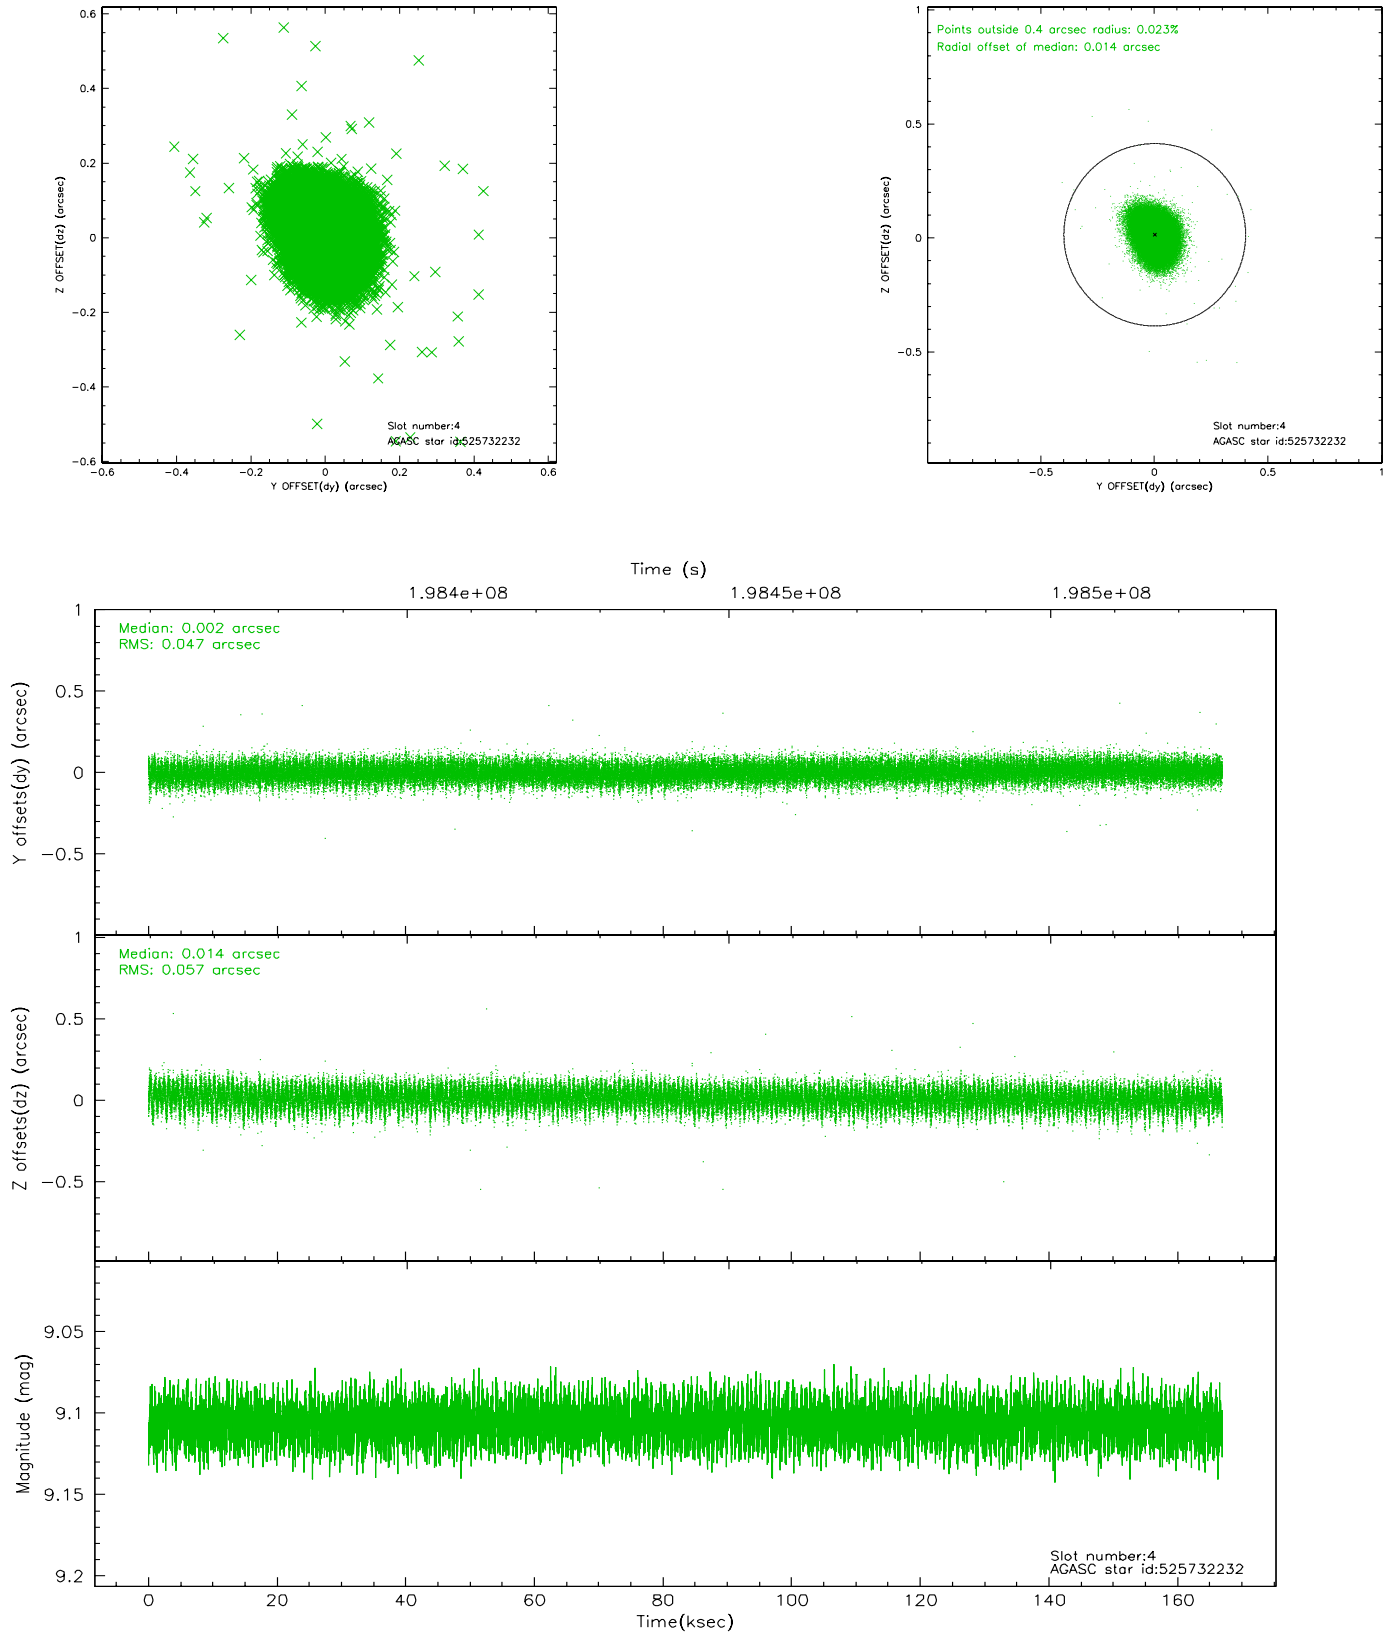 0.6
0.4
0.2
0
−0.2
−0.4
−0.6
Z OFFSET(dz) (arcsec)
Slot number:4
AGASC star id:525732232
−0.6 −0.4 −0.2 0 0.2 0.4 0.6
Y OFFSET(dy) (arcsec)
1
0.5
0
−0.5
Z OFFSET(dz) (arcsec)
Points outside 0.4 arcsec radius: 0.023%
Radial offset of median: 0.014 arcsec
Slot number:4
AGASC star id:525732232
−0.5 0 0.5 1
Y OFFSET(dy) (arcsec)
Time (s)
1.984e+08 1.9845e+08 1.985e+08
1
0.5
0
−0.5
Y offsets(dy) (arcsec)
Median: 0.002 arcsec
RMS: 0.047 arcsec
1
0.5
0
−0.5
Z offsets(dz) (arcsec)
Median: 0.014 arcsec
RMS: 0.057 arcsec
9.05
9.1
9.15
9.2
Magnitude (mag)
Slot number:4
AGASC star id:525732232
0 20 40 60 80 100 120 140 160
Time(ksec)